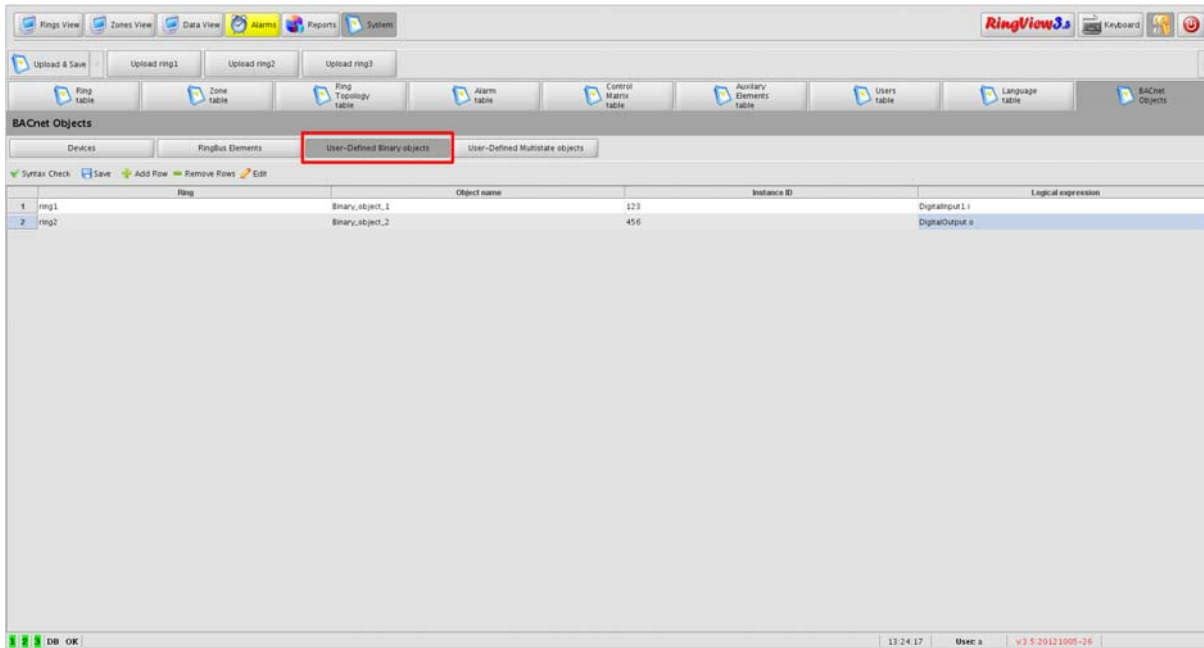 Rings View Zones View Data View Alarms Reports System RingView3.s Keyboard
Upload & Save < Upload ring1 Upload ring2 Upload ring3
Ring table Zone table Ring Topology table Alarm table Control Matrix table Auxilary Elements table Users table Language table BACnet Objects
BACnet Objects
Devices RingBus Elements User-Defined Binary objects User-Defined Multistate objects
Syntax Check Save Add Row Remove Rows Edit
Ring Object name Instance ID Logical expression
1 ring1 Binary_object_1 123 DigitalInput1.i
2 ring2 Binary_object_2 456 DigitalOutput.o
1 2 3 DB OK 13:24:17 User: a v.3.5.20121005-26